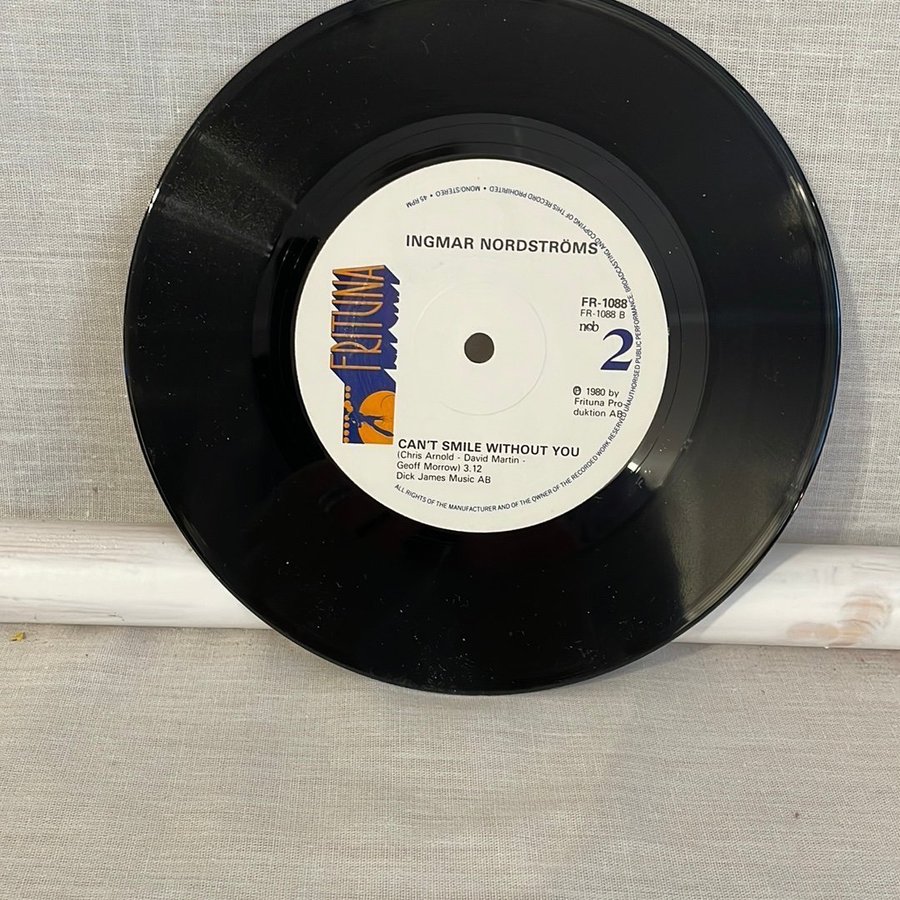 ALL RIGHTS OF THE MANUFACTURER AND OF THE OWNER OF THE RECORDED WORK RESERVED UNAUTHORISED PUBLIC PERFORMANCE, BROADCASTING AND COPYING OF THIS RECORD PROHIBITED • MONO/STEREO • 45 RPM
INGMAR NORDSTRÖMS
FRITUNA
FR-1088
FR-1088 B
ncb
2
℗ 1980 by
Frituna Pro-
duktion AB
CAN'T SMILE WITHOUT YOU
(Chris Arnold - David Martin -
Geoff Morrow) 3.12
Dick James Music AB